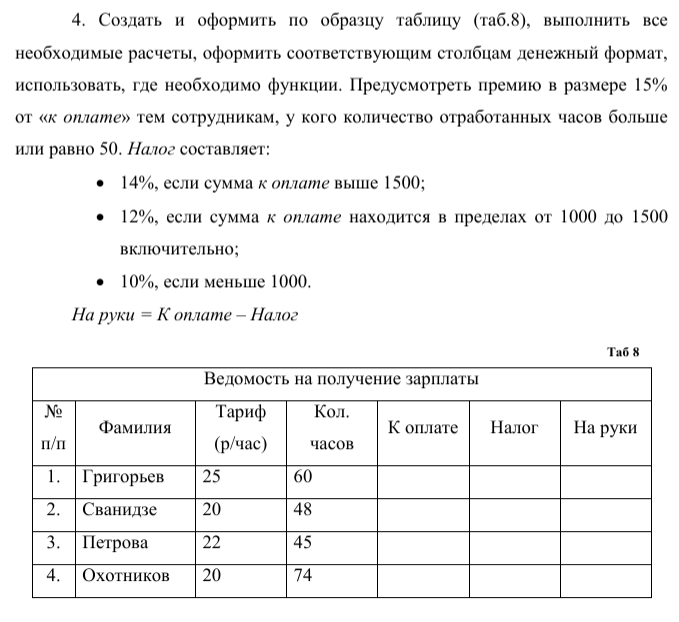 4. Создать и оформить по образцу таблицу (таб.8), выполнить все
необходимые расчеты, оформить соответствующим столбцам денежный формат,
использовать, где необходимо функции. Предусмотреть премию в размере 15%
от «к оплате» тем сотрудникам, у кого количество отработанных часов больше
или равно 50. Налог составляет:
• 14%, если сумма к оплате выше 1500;
• 12%, если сумма к оплате находится в пределах от 1000 до 1500
включительно;
• 10%, если меньше 1000.
На руки = К оплате – Налог
Таб 8
Ведомость на получение зарплаты
№ п/п Фамилия Тариф (р/час) Кол. часов К оплате Налог На руки
1. Григорьев 25 60
2. Сванидзе 20 48
3. Петрова 22 45
4. Охотников 20 74